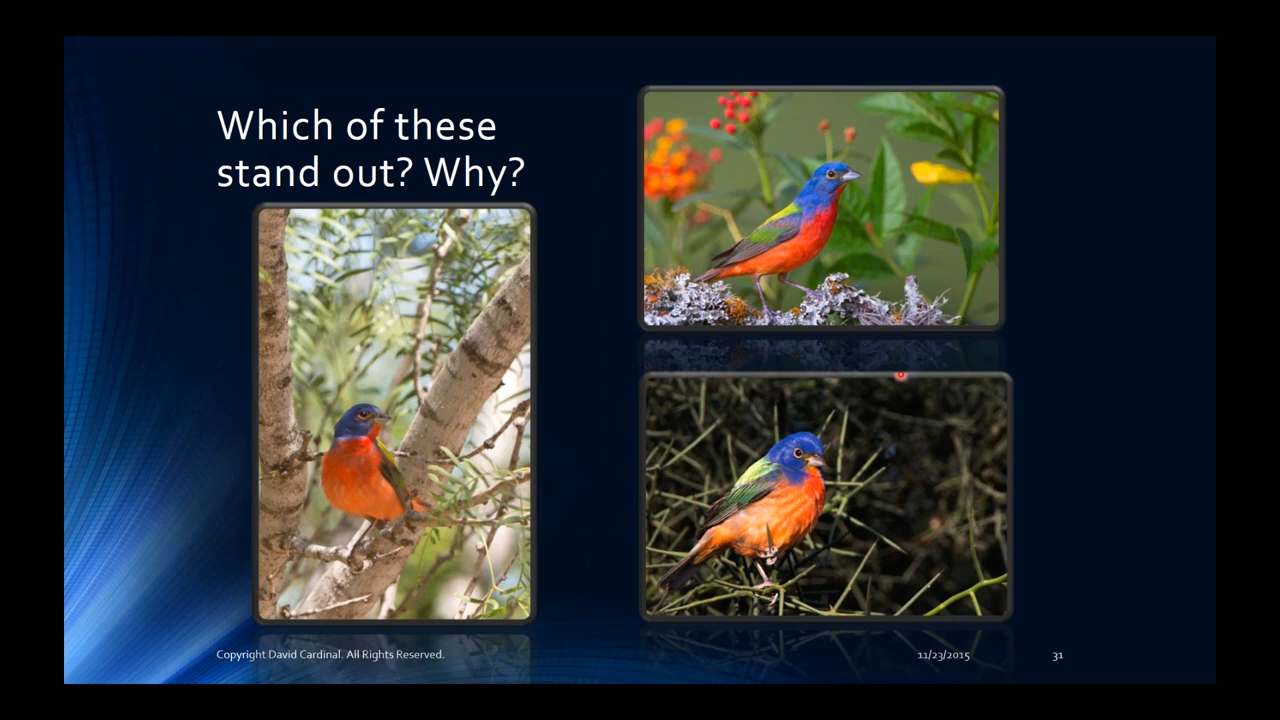 Which of these
stand out? Why?
Copyright David Cardinal. All Rights Reserved.
11/23/2015
31